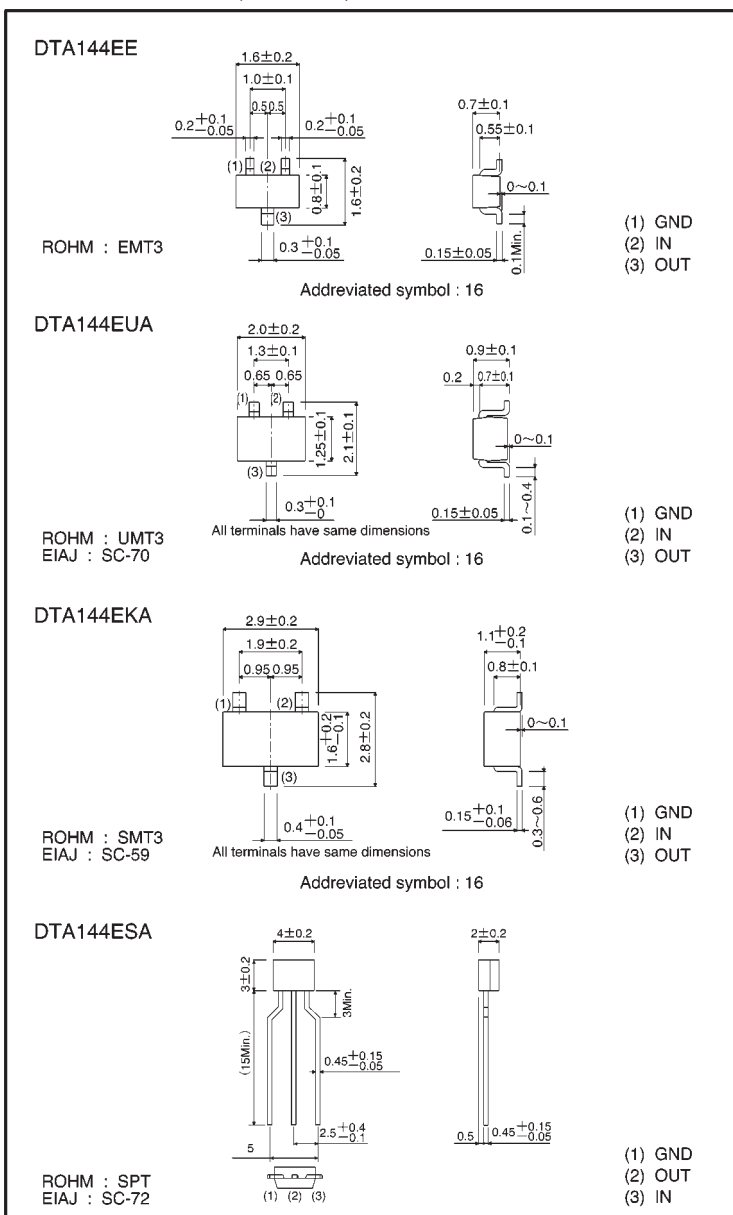 DTA144EE
1.6±0.2
1.0±0.1
0.5 0.5
0.2 +0.1 −0.05
0.2 +0.1 −0.05
(1) (2)
(3)
0.8±0.1
1.6±0.2
0.3 +0.1 −0.05
0.7±0.1
0.55±0.1
0~0.1
0.15±0.05
0.1Min.
ROHM : EMT3
Addreviated symbol : 16
(1) GND
(2) IN
(3) OUT
DTA144EUA
2.0±0.2
1.3±0.1
0.65 0.65
(1) (2)
(3)
1.25±0.1
2.1±0.1
0.3 +0.1 −0
All terminals have same dimensions
0.9±0.1
0.2 0.7±0.1
0~0.1
0.15±0.05
0.1~0.4
ROHM : UMT3
EIAJ : SC-70
Addreviated symbol : 16
(1) GND
(2) IN
(3) OUT
DTA144EKA
2.9±0.2
1.9±0.2
0.95 0.95
(1) (2)
(3)
1.6 +0.2 −0.1
2.8±0.2
0.4 +0.1 −0.05
All terminals have same dimensions
1.1 +0.2 −0.1
0.8±0.1
0~0.1
0.15 +0.1 −0.06
0.3~0.6
ROHM : SMT3
EIAJ : SC-59
Addreviated symbol : 16
(1) GND
(2) IN
(3) OUT
DTA144ESA
4±0.2
2±0.2
3±0.2
3Min.
(15Min.)
0.45 +0.15 −0.05
2.5 +0.4 −0.1
5
0.5 0.45 +0.15 −0.05
(1) (2) (3)
ROHM : SPT
EIAJ : SC-72
(1) GND
(2) OUT
(3) IN